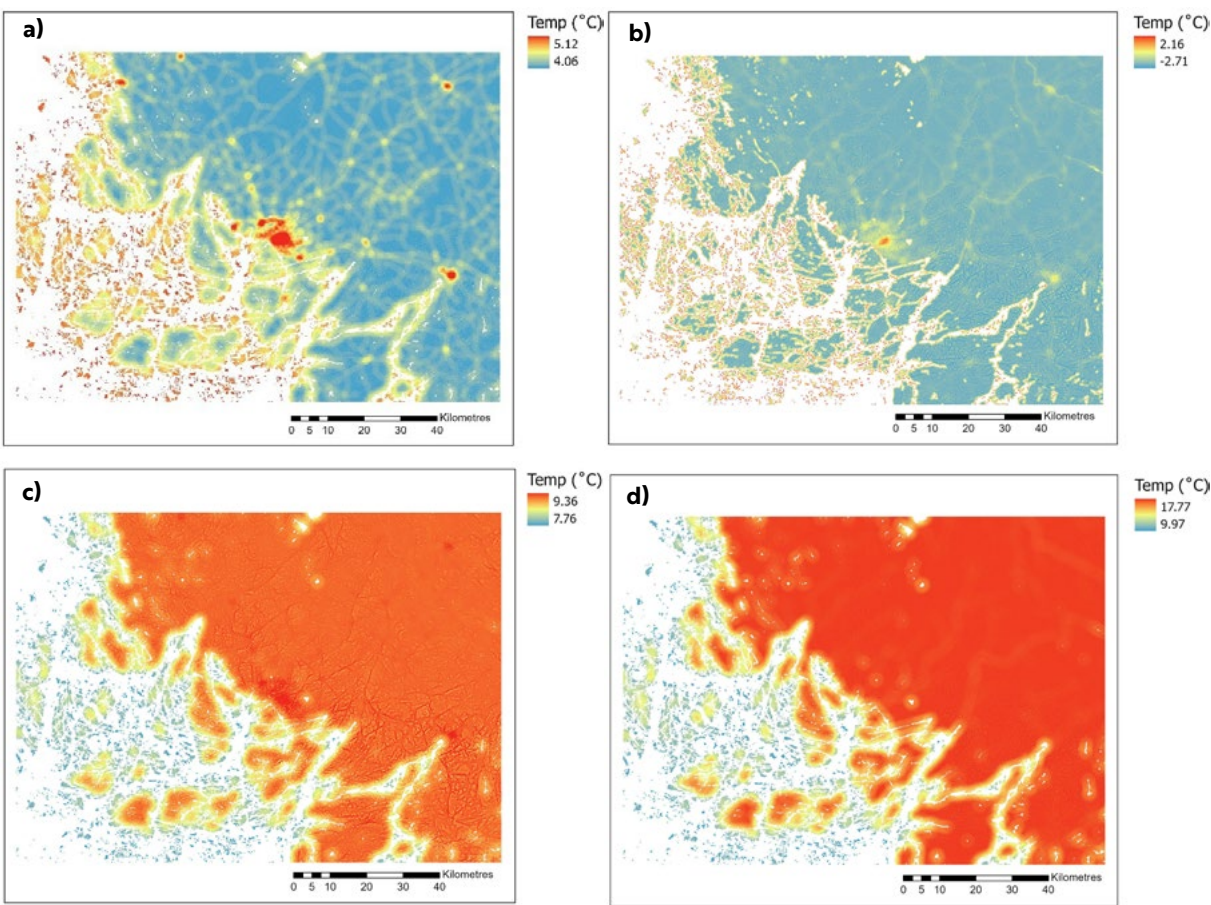 a)
Temp (°C)
5.12
4.06
Kilometres
0 5 10 20 30 40
b)
Temp (°C)
2.16
-2.71
Kilometres
0 5 10 20 30 40
c)
Temp (°C)
9.36
7.76
Kilometres
0 5 10 20 30 40
d)
Temp (°C)
17.77
9.97
Kilometres
0 5 10 20 30 40